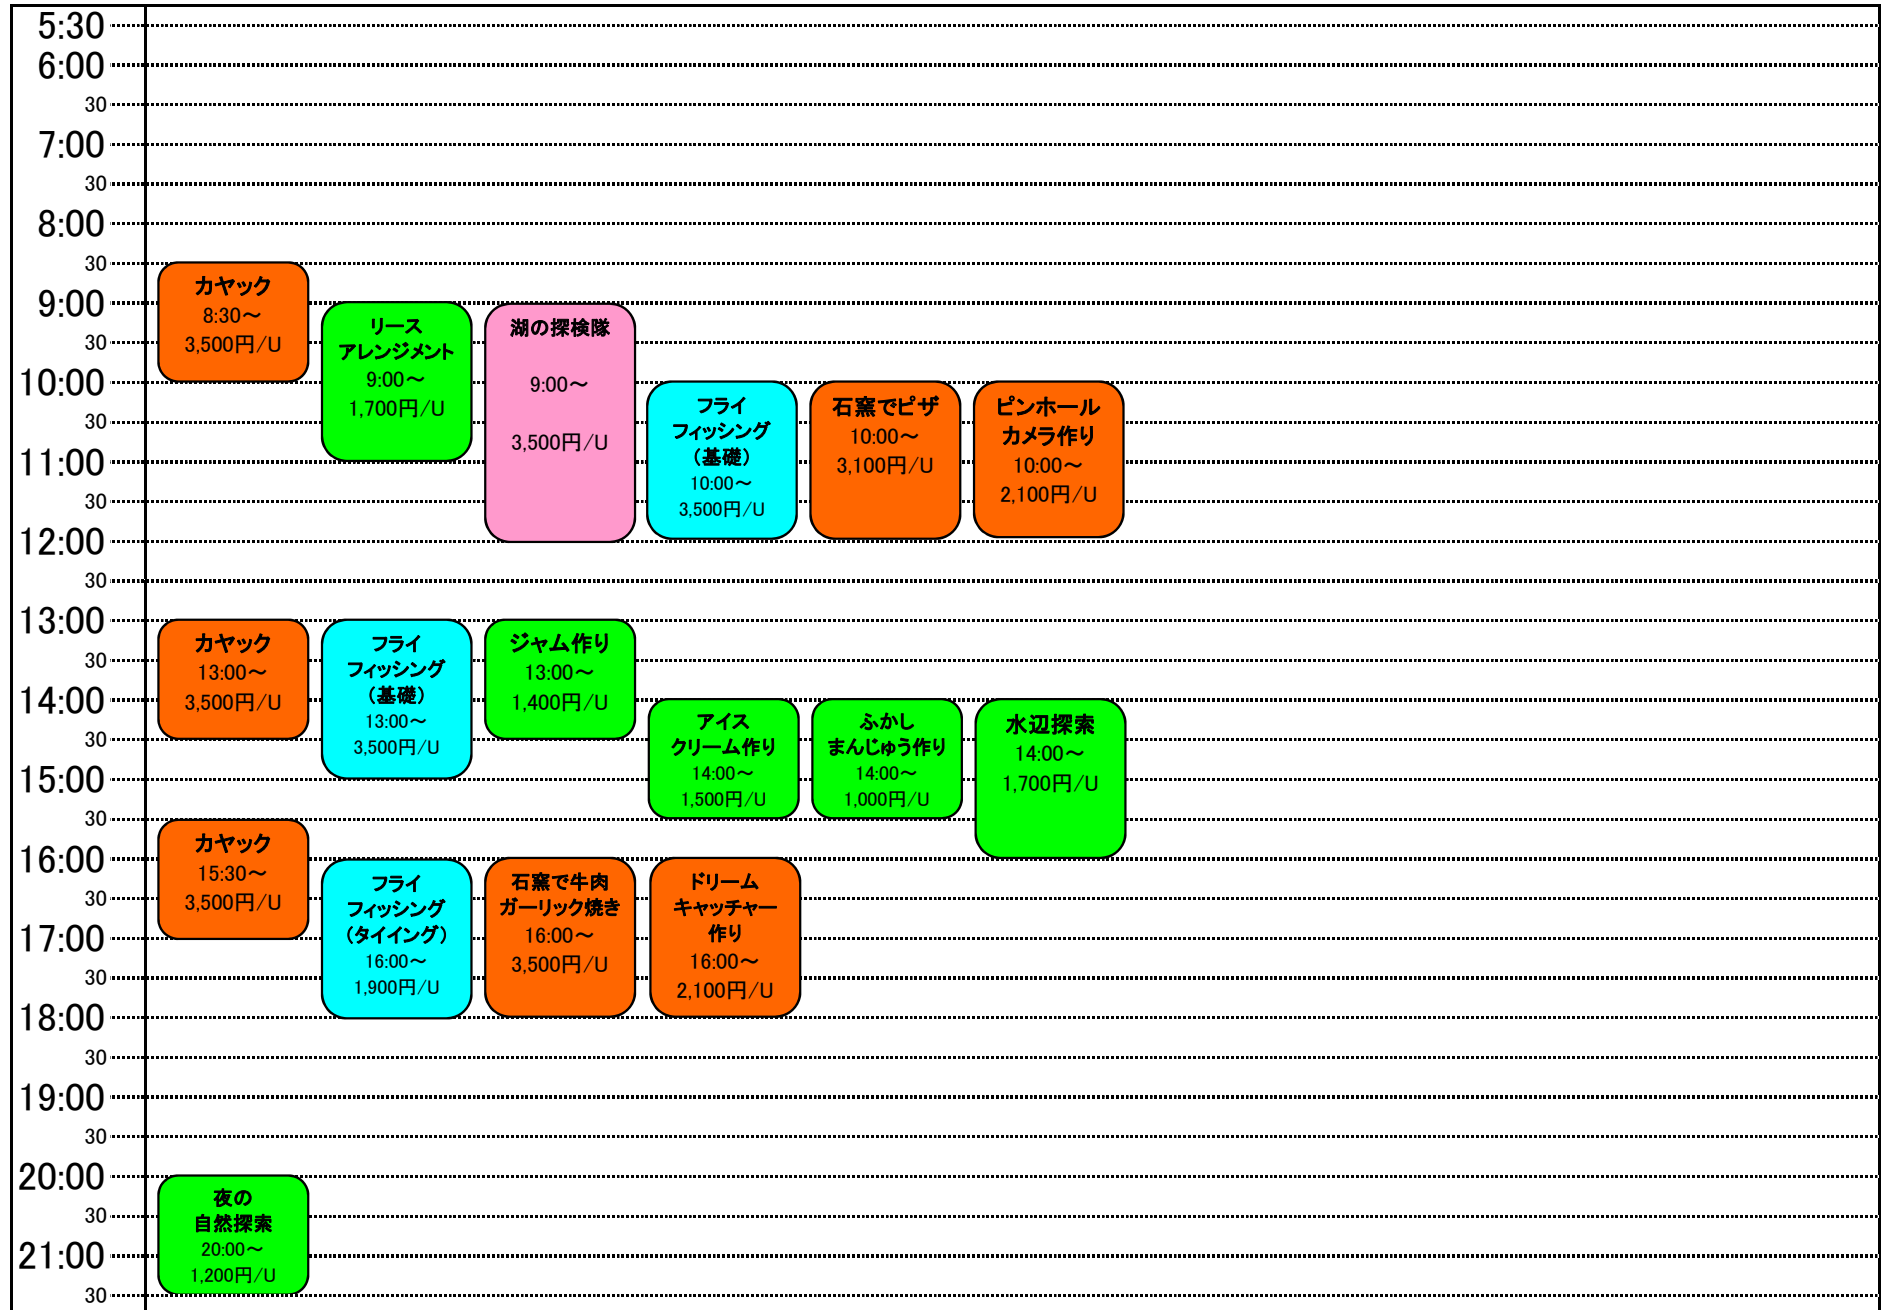 5:30
6:00
30
7:00
30
8:00
30
9:00
30
10:00
30
11:00
30
12:00
30
13:00
30
14:00
30
15:00
30
16:00
30
17:00
30
18:00
30
19:00
30
20:00
30
21:00
30
カヤック
8:30～
3,500円/U
リース
アレンジメント
9:00～
1,700円/U
湖の探検隊
9:00～
3,500円/U
フライ
フィッシング
（基礎）
10:00～
3,500円/U
石窯でピザ
10:00～
3,100円/U
ピンホール
カメラ作り
10:00～
2,100円/U
カヤック
13:00～
3,500円/U
フライ
フィッシング
（基礎）
13:00～
3,500円/U
ジャム作り
13:00～
1,400円/U
アイス
クリーム作り
14:00～
1,500円/U
ふかし
まんじゅう作り
14:00～
1,000円/U
水辺探索
14:00～
1,700円/U
カヤック
15:30～
3,500円/U
フライ
フィッシング
（タイイング）
16:00～
1,900円/U
石窯で牛肉
ガーリック焼き
16:00～
3,500円/U
ドリーム
キャッチャー
作り
16:00～
2,100円/U
夜の
自然探索
20:00～
1,200円/U